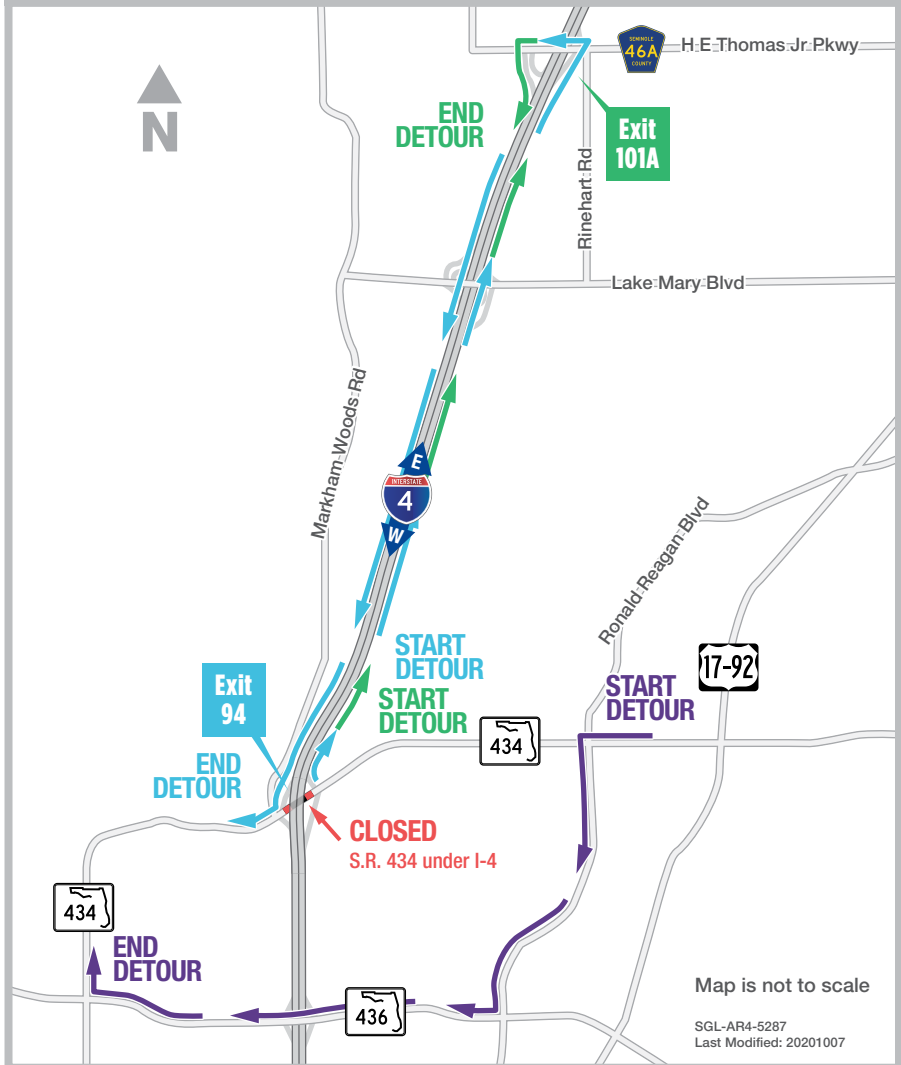 SEMINOLE
46A
COUNTY
H E Thomas Jr Pkwy
N
END
DETOUR
Exit
101A
Rinehart Rd
Lake Mary Blvd
Markham Woods Rd
E
INTERSTATE
4
W
Ronald Reagan Blvd
START
DETOUR
17-92
Exit
94
START
DETOUR
START
DETOUR
434
END
DETOUR
CLOSED
S.R. 434 under I-4
434
END
DETOUR
436
Map is not to scale
SGL-AR4-5287
Last Modified: 20201007